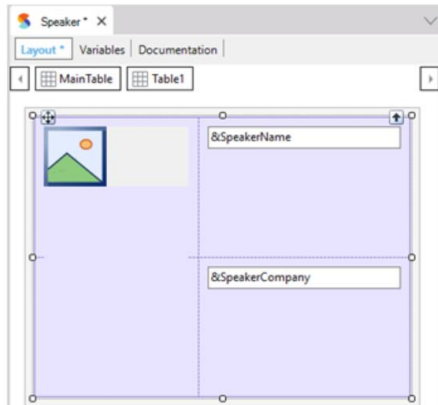 Speaker *
Layout * Variables Documentation
MainTable Table1
&SpeakerName
&SpeakerCompany